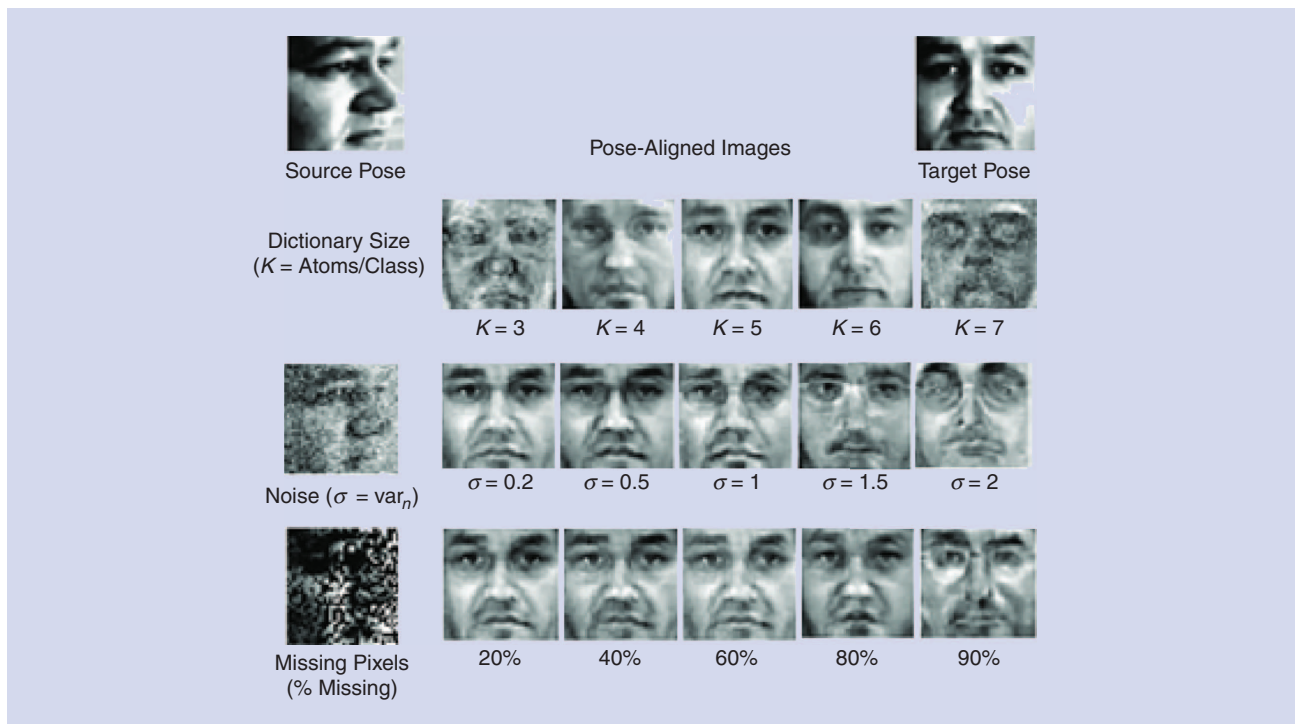 Source Pose
Pose-Aligned Images
Target Pose
Dictionary Size
(K = Atoms/Class)
K = 3
K = 4
K = 5
K = 6
K = 7
Noise (σ = varₙ)
σ = 0.2
σ = 0.5
σ = 1
σ = 1.5
σ = 2
Missing Pixels
(% Missing)
20%
40%
60%
80%
90%